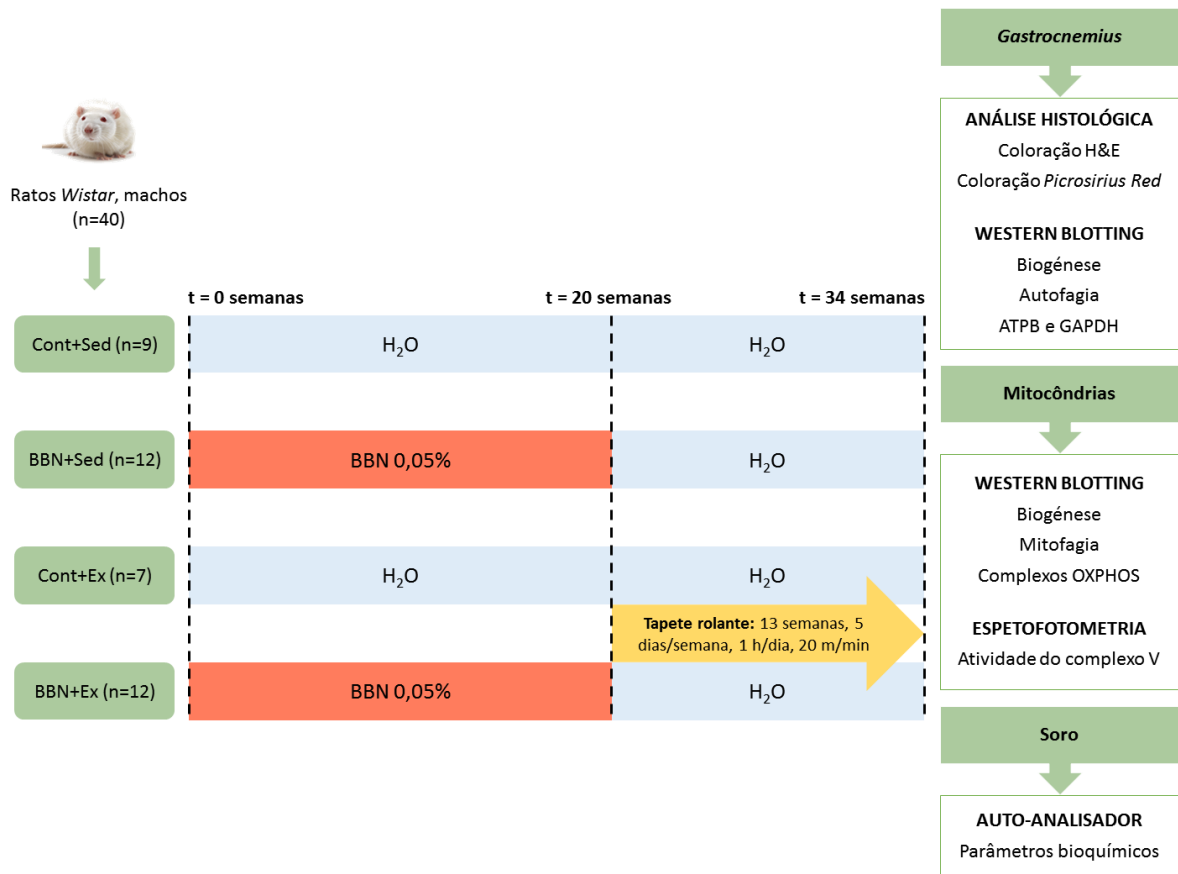 Ratos Wistar, machos
(n=40)
t = 0 semanas
t = 20 semanas
t = 34 semanas
Cont+Sed (n=9)
H₂O
H₂O
BBN+Sed (n=12)
BBN 0,05%
H₂O
Cont+Ex (n=7)
H₂O
H₂O
Tapete rolante: 13 semanas, 5
dias/semana, 1 h/dia, 20 m/min
BBN+Ex (n=12)
BBN 0,05%
H₂O
Gastrocnemius
ANÁLISE HISTOLÓGICA
Coloração H&E
Coloração Picrosirius Red
WESTERN BLOTTING
Biogénese
Autofagia
ATPB e GAPDH
Mitocôndrias
WESTERN BLOTTING
Biogénese
Mitofagia
Complexos OXPHOS
ESPETOFOTOMETRIA
Atividade do complexo V
Soro
AUTO-ANALISADOR
Parâmetros bioquímicos